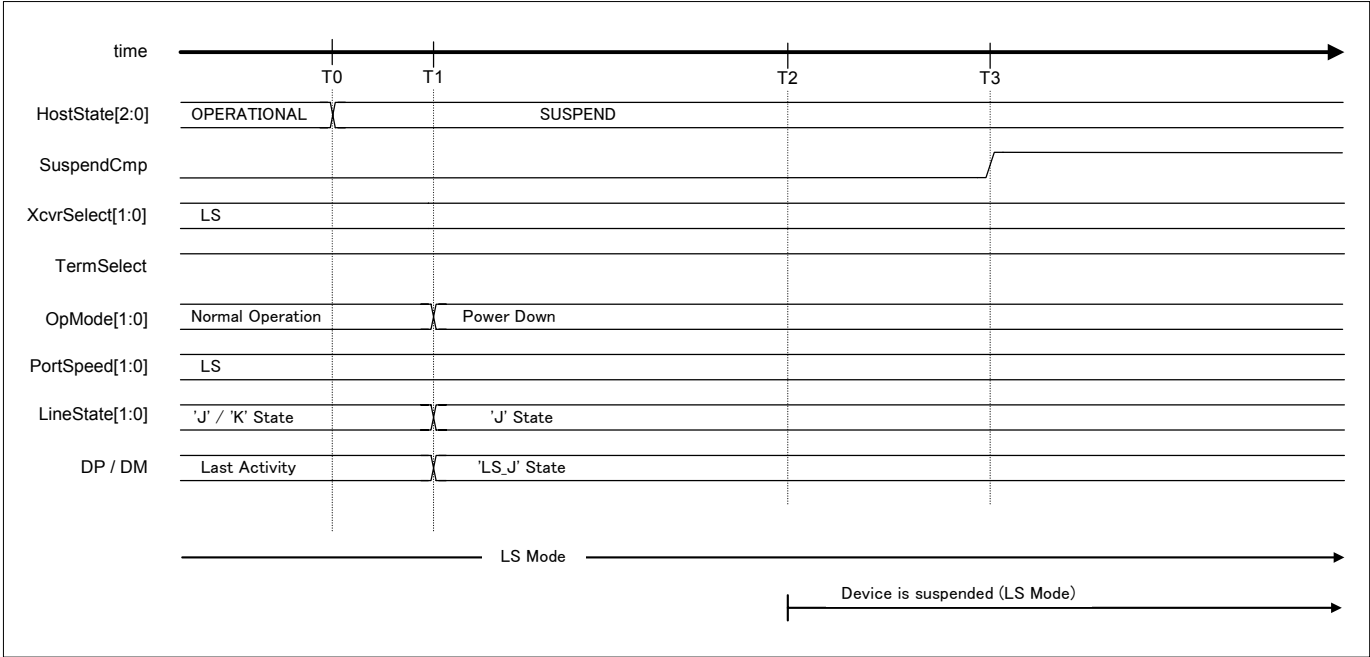 time
T0 T1 T2 T3
HostState[2:0] OPERATIONAL SUSPEND
SuspendCmp
XcvrSelect[1:0] LS
TermSelect
OpMode[1:0] Normal Operation Power Down
PortSpeed[1:0] LS
LineState[1:0] 'J' / 'K' State 'J' State
DP / DM Last Activity 'LS_J' State
LS Mode
Device is suspended (LS Mode)